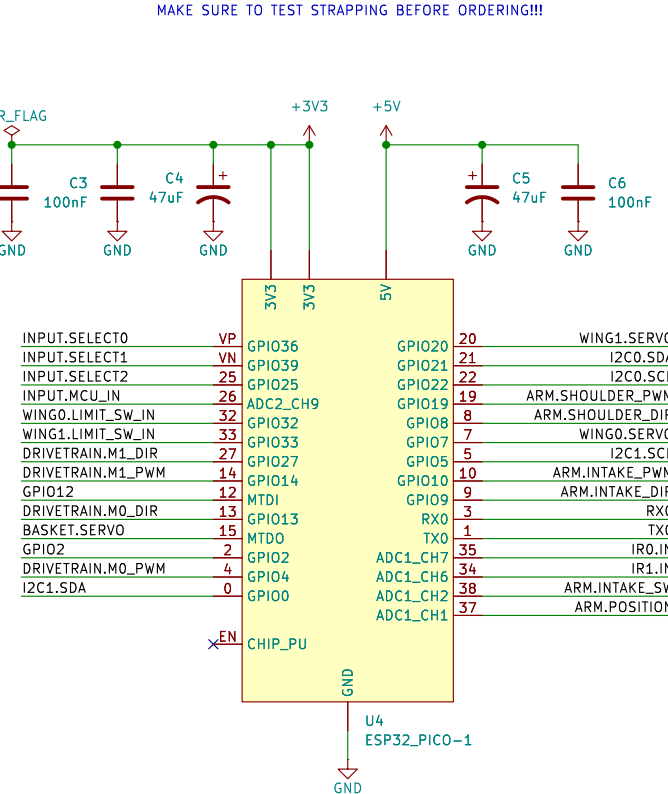 MAKE SURE TO TEST STRAPPING BEFORE ORDERING!!!
R_FLAG
+3V3
+5V
C3
100nF
C4
47uF
C5
47uF
C6
100nF
GND
GND
GND
GND
GND
3V3
3V3
5V
INPUT.SELECT0 VP GPIO36
INPUT.SELECT1 VN GPIO39
INPUT.SELECT2 25 GPIO25
INPUT.MCU_IN 26 ADC2_CH9
WING0.LIMIT_SW_IN 32 GPIO32
WING1.LIMIT_SW_IN 33 GPIO33
DRIVETRAIN.M1_DIR 27 GPIO27
DRIVETRAIN.M1_PWM 14 GPIO14
GPIO12 12 MTDI
DRIVETRAIN.M0_DIR 13 GPIO13
BASKET.SERVO 15 MTDO
GPIO2 2 GPIO2
DRIVETRAIN.M0_PWM 4 GPIO4
I2C1.SDA 0 GPIO0
EN CHIP_PU
GPIO20 20 WING1.SERVO
GPIO21 21 I2C0.SDA
GPIO22 22 I2C0.SCL
GPIO19 19 ARM.SHOULDER_PWM
GPIO8 8 ARM.SHOULDER_DIR
GPIO7 7 WING0.SERVO
GPIO5 5 I2C1.SCL
GPIO10 10 ARM.INTAKE_PWM
GPIO9 9 ARM.INTAKE_DIR
RX0 3 RX0
TX0 1 TX0
ADC1_CH7 35 IR0.IN
ADC1_CH6 34 IR1.IN
ADC1_CH2 38 ARM.INTAKE_SW
ADC1_CH1 37 ARM.POSITION
GND
U4
ESP32_PICO-1
GND